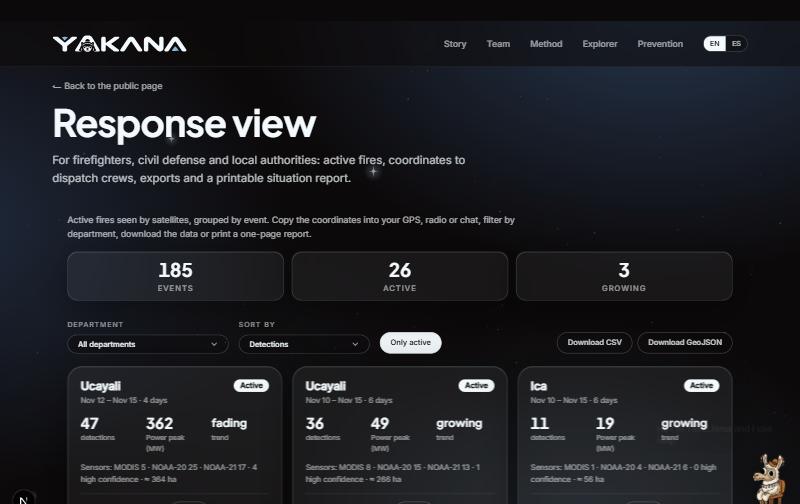 YAKANA
Story Team Method Explorer Prevention EN ES
← Back to the public page
Response view
For firefighters, civil defense and local authorities: active fires, coordinates to
dispatch crews, exports and a printable situation report.
Active fires seen by satellites, grouped by event. Copy the coordinates into your GPS, radio or chat, filter by
department, download the data or print a one-page report.
185
EVENTS
26
ACTIVE
3
GROWING
DEPARTMENT
All departments
SORT BY
Detections
Only active
Download CSV
Download GeoJSON
Ucayali Active
Nov 12 – Nov 15 · 4 days
47 362 fading
detections Power peak trend
(MW)
Sensors: MODIS 5 · NOAA-20 25 · NOAA-21 17 · 4
high confidence · ≈ 364 ha
Ucayali Active
Nov 10 – Nov 15 · 6 days
36 49 growing
detections Power peak trend
(MW)
Sensors: MODIS 8 · NOAA-20 15 · NOAA-21 13 · 1
high confidence · ≈ 266 ha
Ica Active
Nov 10 – Nov 15 · 6 days
11 19 growing
detections Power peak trend
(MW)
Sensors: MODIS 1 · NOAA-20 4 · NOAA-21 6 · 0 high
confidence · ≈ 56 ha
N